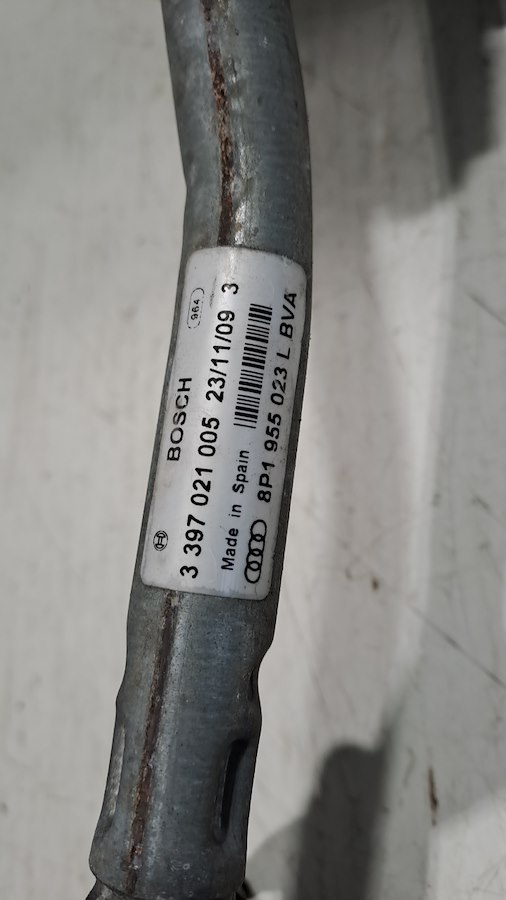 964
BOSCH
3 397 021 005 23/11/09 3
Made in Spain
8P1 955 023 L BVA